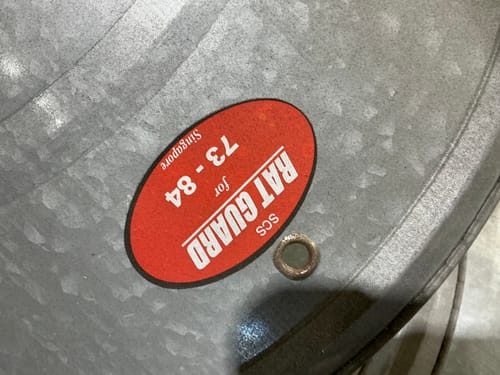 SCS
RAT GUARD
for
73 - 84
Singapore